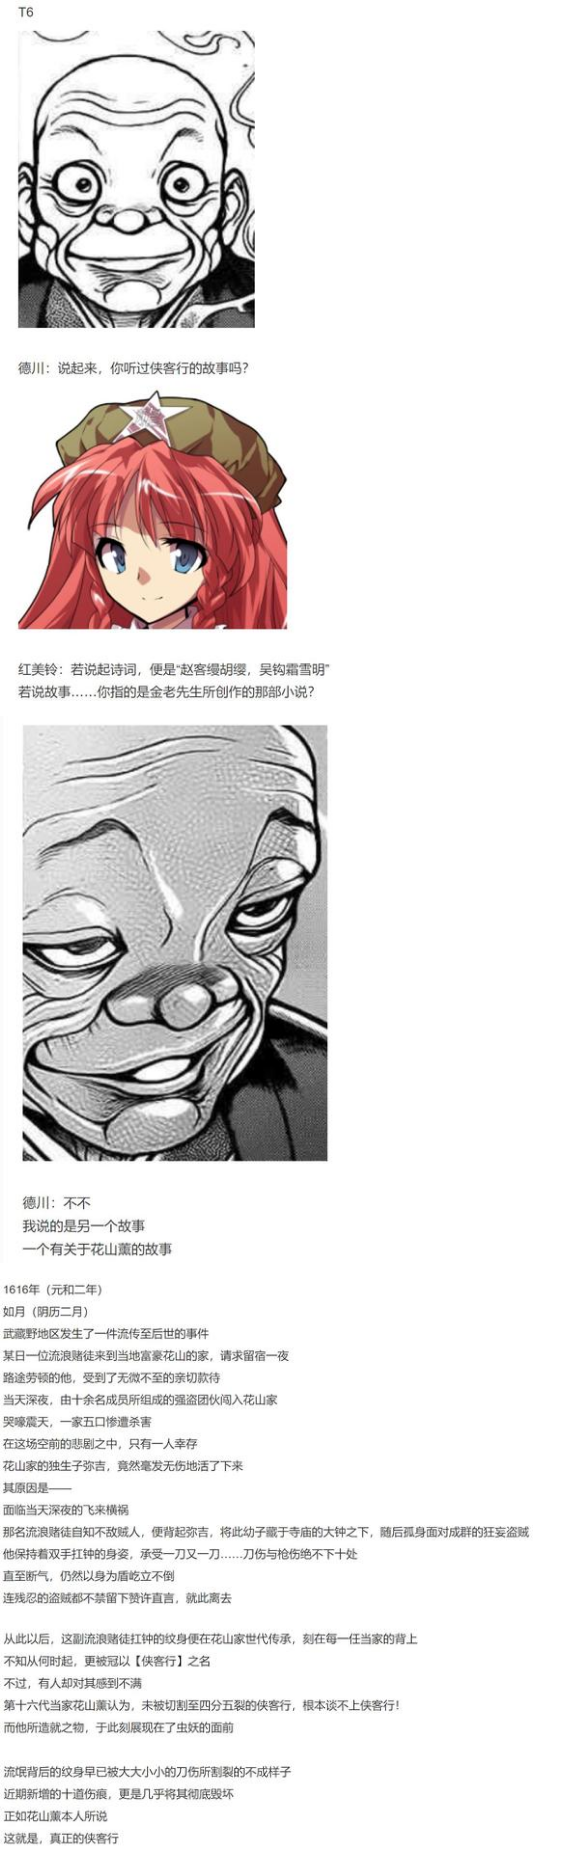 T6
德川：说起来，你听过侠客行的故事吗？
红美铃：若说起诗词，便是“赵客缦胡缨，吴钩霜雪明”
若说故事……你指的是金老先生所创作的那部小说？
德川：不不
我说的是另一个故事
一个有关于花山薰的故事
1616年（元和二年）
如月（阴历二月）
武藏野地区发生了一件流传至后世的事件
某日一位流浪赌徒来到当地富豪花山的家，请求留宿一夜
路途劳顿的他，受到了无微不至的亲切款待
当天深夜，由十余名成员所组成的强盗团伙闯入花山家
哭嚎震天，一家五口惨遭杀害
在这场空前的悲剧之中，只有一人幸存
花山家的独生子弥吉，竟然毫发无伤地活了下来
其原因是——
面临当天深夜的飞来横祸
那名流浪赌徒自知不敌贼人，便背起弥吉，将此幼子藏于寺庙的大钟之下，随后孤身面对成群的狂妄盗贼
他保持着双手扛钟的身姿，承受一刀又一刀……刀伤与枪伤绝不下十处
直至断气，仍然以身为盾屹立不倒
连残忍的盗贼都不禁留下赞许直言，就此离去
从此以后，这副流浪赌徒扛钟的纹身便在花山家世代传承，刻在每一任当家的背上
不知从何时起，更被冠以【侠客行】之名
不过，有人却对其感到不满
第十六代当家花山薰认为，未被切割至四分五裂的侠客行，根本谈不上侠客行！
而他所造就之物，于此刻展现在了虫妖的面前
流氓背后的纹身早已被大大小小的刀伤所割裂的不成样子
近期新增的十道伤痕，更是几乎将其彻底毁坏
正如花山薰本人所说
这就是，真正的侠客行